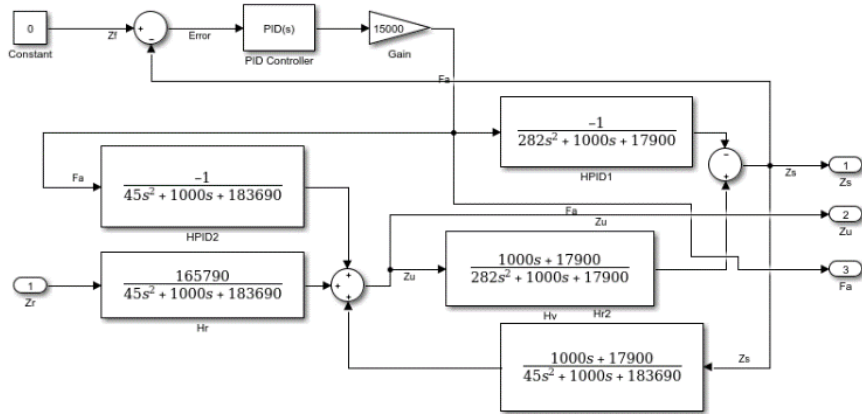 0
Constant
+
−
Zf
Error
PID(s)
PID Controller
15000
Gain
Fa
−1
282s² + 1000s + 17900
HPID1
−
+
Zs
1
Zs
Fa
−1
45s² + 1000s + 183690
HPID2
Fa
Zu
2
Zu
1
Zr
165790
45s² + 1000s + 183690
Hr
+
+
+
Zu
1000s + 17900
282s² + 1000s + 17900
Hv
Hr2
3
Fa
1000s + 17900
45s² + 1000s + 183690
Zs